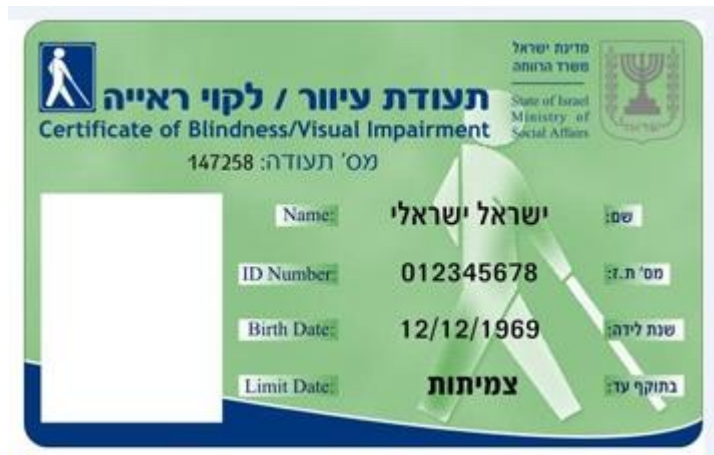 מדינת ישראל
משרד הרווחה
State of Israel
Ministry of
Social Affairs
תעודת עיוור / לקוי ראייה
Certificate of Blindness/Visual Impairment
מס' תעודה: 147258
שם: ישראל ישראלי Name:
מס' ת.ז: 012345678 ID Number:
שנת לידה: 12/12/1969 Birth Date:
בתוקף עד: צמיתות Limit Date: